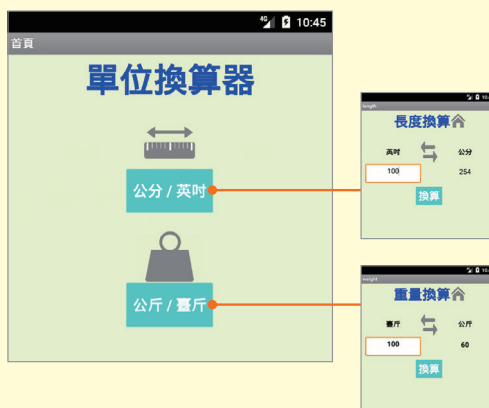 4G 10:45
首頁
單位換算器
公分 / 英吋
公斤 / 臺斤
length
長度換算
英吋 公分
100 254
換算
weight
重量換算
臺斤 公斤
100 60
換算